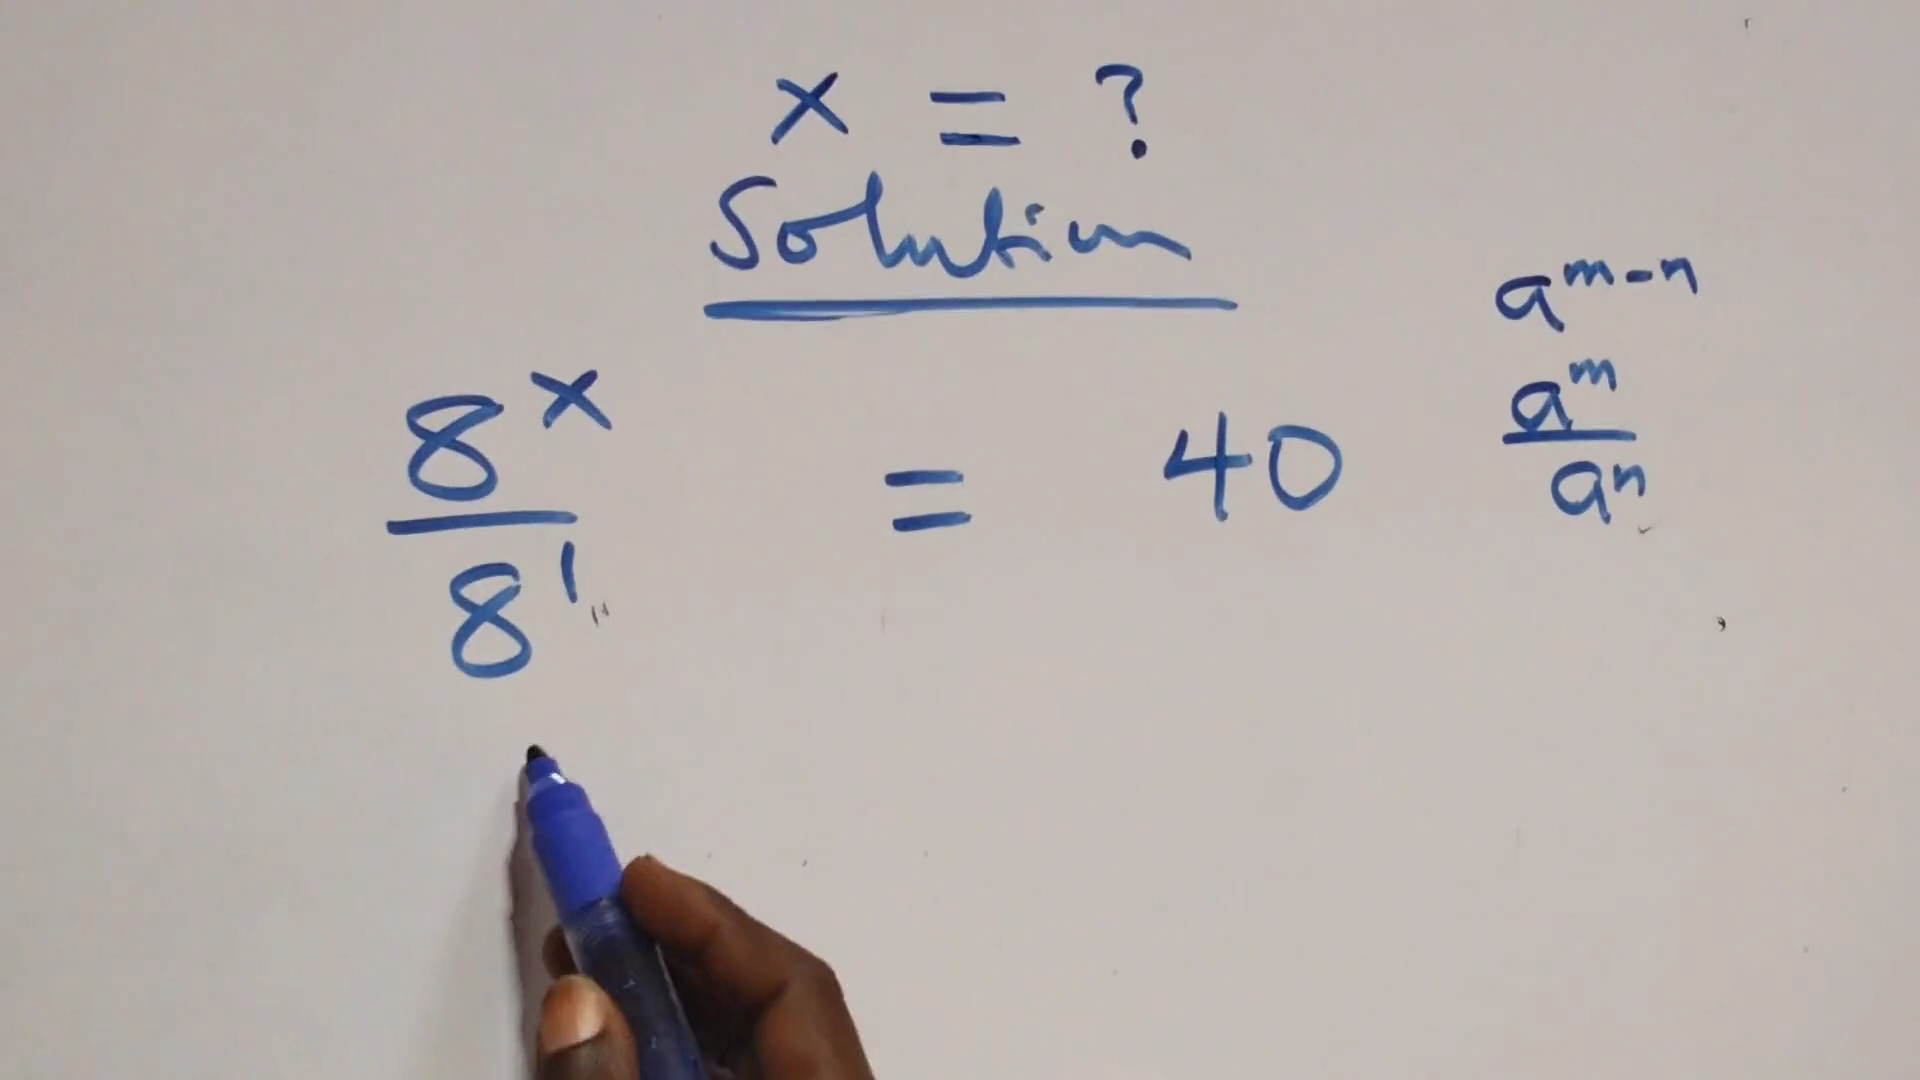 x = ?
Solution
8^x / 8^1 = 40
a^m-n
a^m / a^n